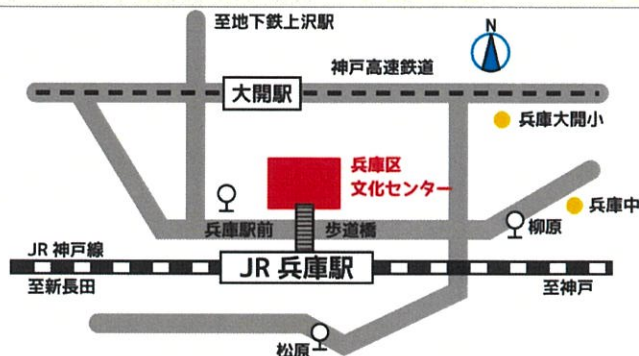 至地下鉄上沢駅
N
神戸高速鉄道
大開駅
兵庫大開小
兵庫区
文化センター
兵庫中
兵庫駅前
歩道橋
柳原
JR 神戸線
JR 兵庫駅
至新長田
至神戸
松原